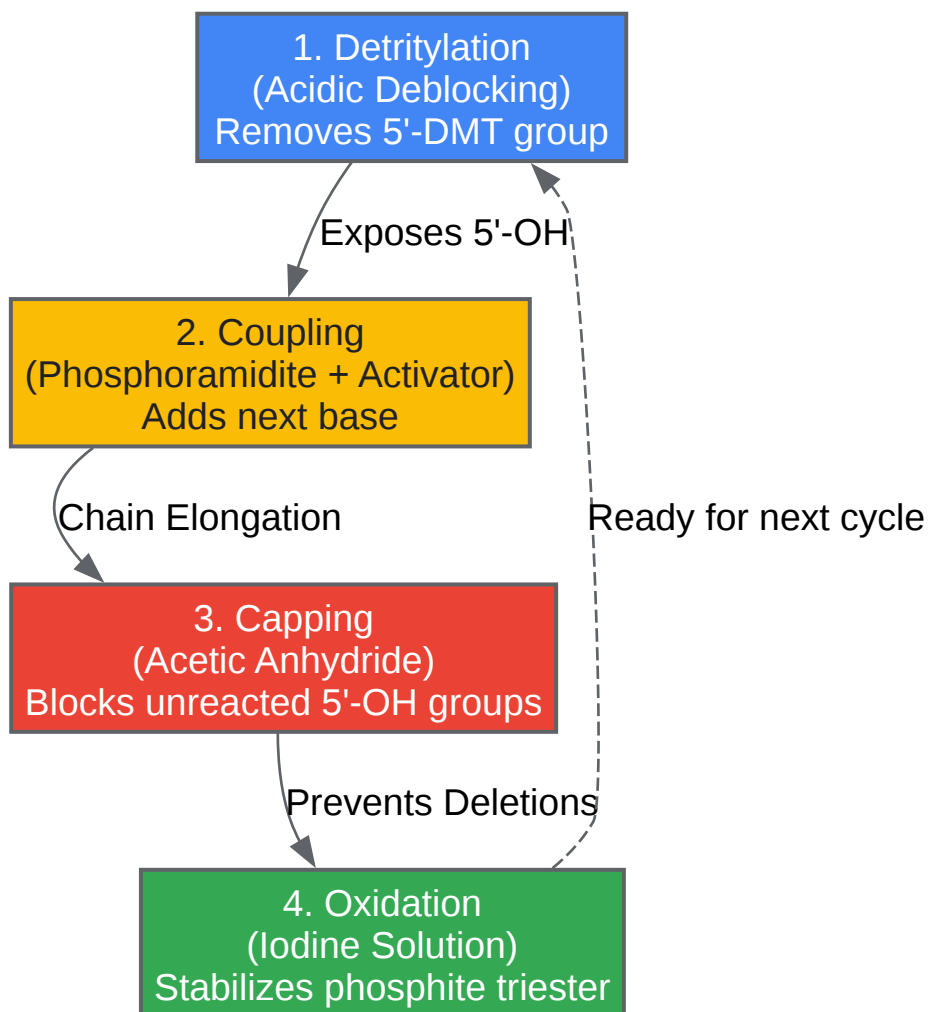 1. Detritylation
(Acidic Deblocking)
Removes 5'-DMT group
Exposes 5'-OH
2. Coupling
(Phosphoramidite + Activator)
Adds next base
Chain Elongation
Ready for next cycle
3. Capping
(Acetic Anhydride)
Blocks unreacted 5'-OH groups
Prevents Deletions
4. Oxidation
(Iodine Solution)
Stabilizes phosphite triester